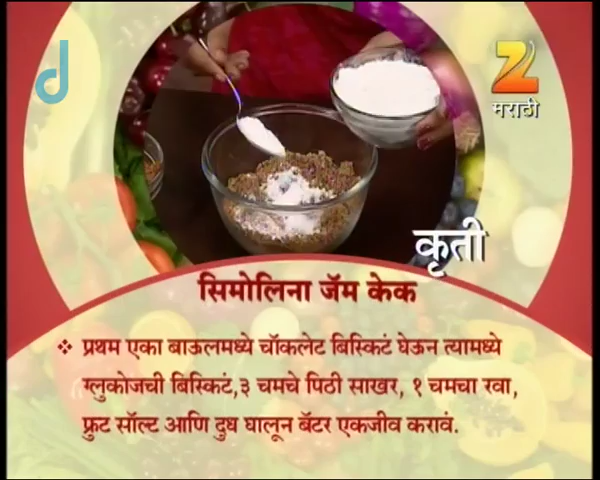 d
Z
मराठी
कृती
सिमोलिना जॅम केक
❖ प्रथम एका बाऊलमध्ये चॉकलेट बिस्किटं घेऊन त्यामध्ये
ग्लुकोजची बिस्किटं,३ चमचे पिठी साखर, १ चमचा रवा,
फ्रुट सॉल्ट आणि दुध घालून बॅटर एकजीव करावं.